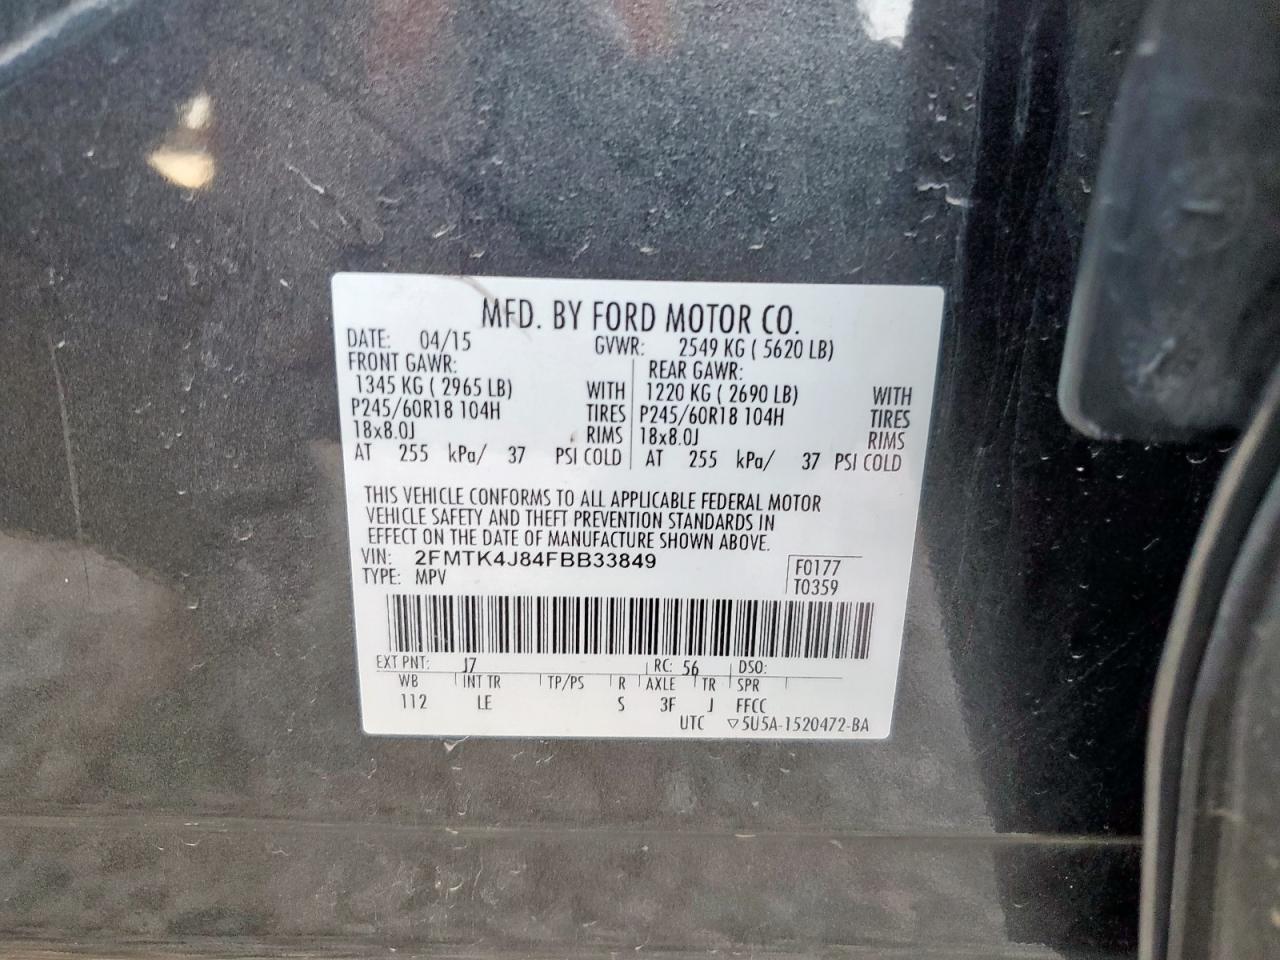 MFD. BY FORD MOTOR CO.
DATE: 04/15 GVWR: 2549 KG ( 5620 LB)
FRONT GAWR: REAR GAWR:
1345 KG ( 2965 LB) WITH 1220 KG ( 2690 LB) WITH
P245/60R18 104H TIRES P245/60R18 104H TIRES
18x8.0J RIMS 18x8.0J RIMS
AT 255 kPa/ 37 PSI COLD AT 255 kPa/ 37 PSI COLD
THIS VEHICLE CONFORMS TO ALL APPLICABLE FEDERAL MOTOR
VEHICLE SAFETY AND THEFT PREVENTION STANDARDS IN
EFFECT ON THE DATE OF MANUFACTURE SHOWN ABOVE.
VIN: 2FMTK4J84FBB33849 F0177
TYPE: MPV T0359
EXT PNT: J7 RC: 56 DSO:
WB INT TR TP/PS R AXLE TR SPR
112 LE S 3F J FFCC
UTC ▽5U5A-1520472-BA